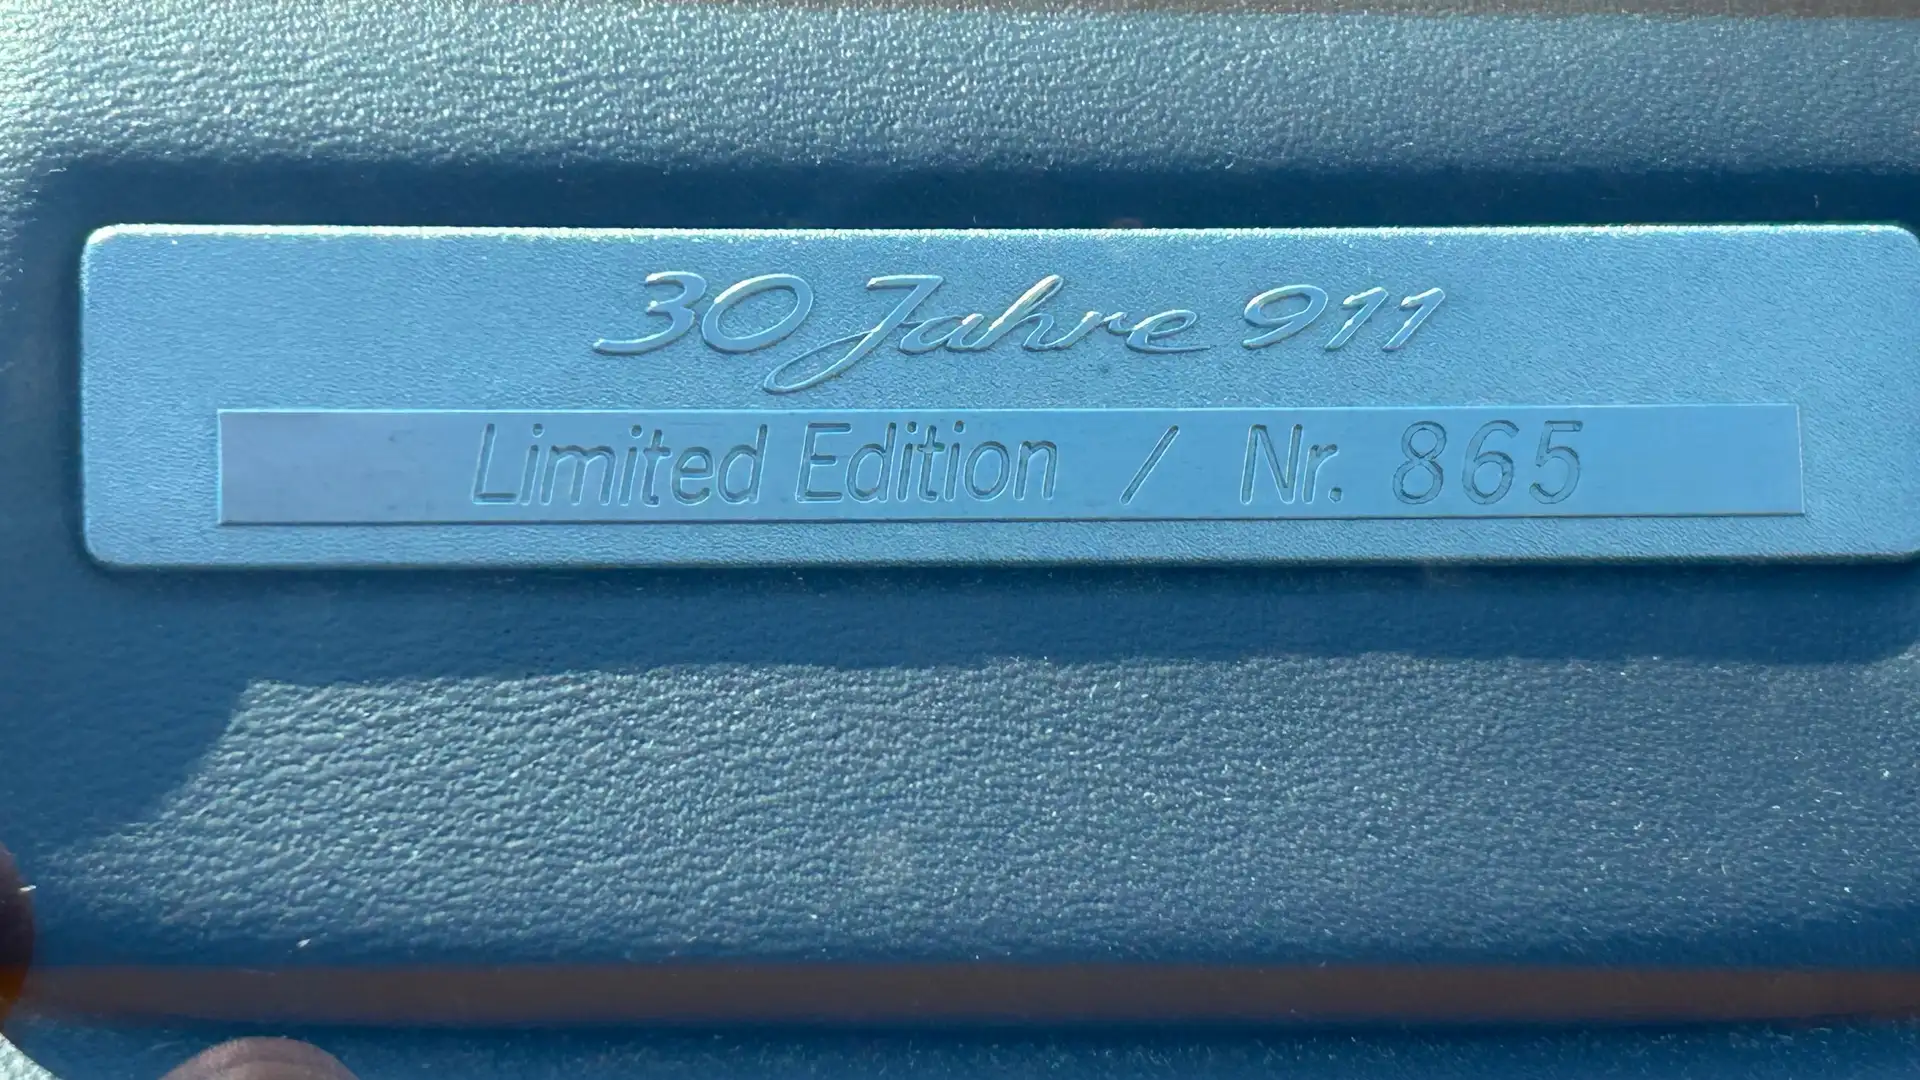 30 Jahre 911
Limited Edition / Nr. 865